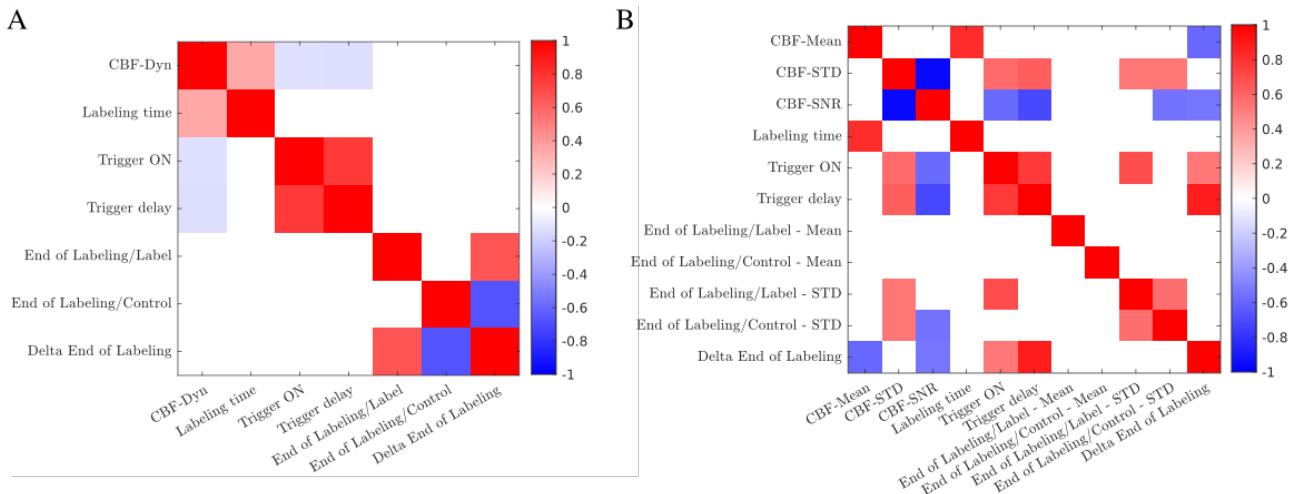 A
CBF-Dyn
Labeling time
Trigger ON
Trigger delay
End of Labeling/Label
End of Labeling/Control
Delta End of Labeling
CBF-Dyn
Labeling time
Trigger ON
Trigger delay
End of Labeling/Label
End of Labeling/Control
Delta End of Labeling
1
0.8
0.6
0.4
0.2
0
-0.2
-0.4
-0.6
-0.8
-1
B
CBF-Mean
CBF-STD
CBF-SNR
Labeling time
Trigger ON
Trigger delay
End of Labeling/Label - Mean
End of Labeling/Control - Mean
End of Labeling/Label - STD
End of Labeling/Control - STD
Delta End of Labeling
CBF-Mean
CBF-STD
CBF-SNR
Labeling time
Trigger ON
Trigger delay
End of Labeling/Label - Mean
End of Labeling/Control - Mean
End of Labeling/Label - STD
End of Labeling/Control - STD
Delta End of Labeling
1
0.8
0.6
0.4
0.2
0
-0.2
-0.4
-0.6
-0.8
-1